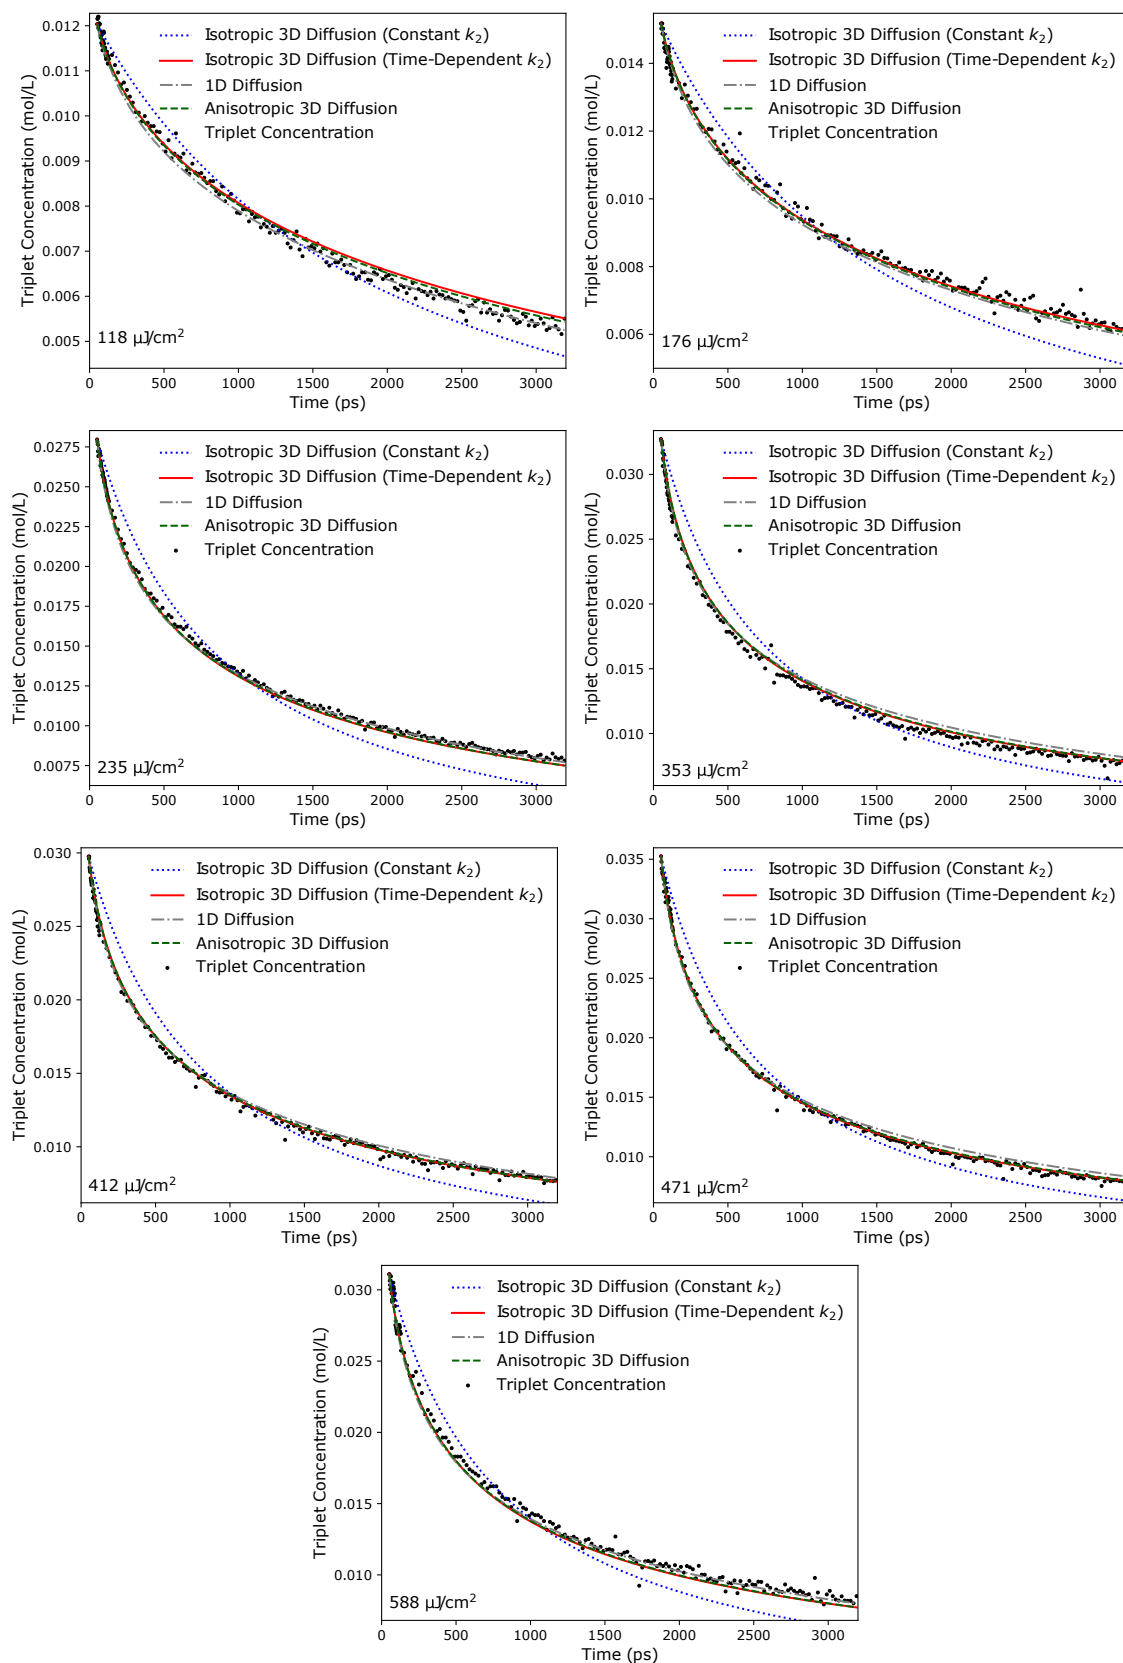 Triplet Concentration (mol/L)
0.012
0.011
0.010
0.009
0.008
0.007
0.006
0.005
Isotropic 3D Diffusion (Constant k₂)
Isotropic 3D Diffusion (Time-Dependent k₂)
1D Diffusion
Anisotropic 3D Diffusion
Triplet Concentration
118 µJ/cm²
0 500 1000 1500 2000 2500 3000
Time (ps)
Triplet Concentration (mol/L)
0.014
0.012
0.010
0.008
0.006
Isotropic 3D Diffusion (Constant k₂)
Isotropic 3D Diffusion (Time-Dependent k₂)
1D Diffusion
Anisotropic 3D Diffusion
Triplet Concentration
176 µJ/cm²
0 500 1000 1500 2000 2500 3000
Time (ps)
Triplet Concentration (mol/L)
0.0275
0.0250
0.0225
0.0200
0.0175
0.0150
0.0125
0.0100
0.0075
Isotropic 3D Diffusion (Constant k₂)
Isotropic 3D Diffusion (Time-Dependent k₂)
1D Diffusion
Anisotropic 3D Diffusion
Triplet Concentration
235 µJ/cm²
0 500 1000 1500 2000 2500 3000
Time (ps)
Triplet Concentration (mol/L)
0.030
0.025
0.020
0.015
0.010
Isotropic 3D Diffusion (Constant k₂)
Isotropic 3D Diffusion (Time-Dependent k₂)
1D Diffusion
Anisotropic 3D Diffusion
Triplet Concentration
353 µJ/cm²
0 500 1000 1500 2000 2500 3000
Time (ps)
Triplet Concentration (mol/L)
0.030
0.025
0.020
0.015
0.010
Isotropic 3D Diffusion (Constant k₂)
Isotropic 3D Diffusion (Time-Dependent k₂)
1D Diffusion
Anisotropic 3D Diffusion
Triplet Concentration
412 µJ/cm²
0 500 1000 1500 2000 2500 3000
Time (ps)
Triplet Concentration (mol/L)
0.035
0.030
0.025
0.020
0.015
0.010
Isotropic 3D Diffusion (Constant k₂)
Isotropic 3D Diffusion (Time-Dependent k₂)
1D Diffusion
Anisotropic 3D Diffusion
Triplet Concentration
471 µJ/cm²
0 500 1000 1500 2000 2500 3000
Time (ps)
Triplet Concentration (mol/L)
0.030
0.025
0.020
0.015
0.010
Isotropic 3D Diffusion (Constant k₂)
Isotropic 3D Diffusion (Time-Dependent k₂)
1D Diffusion
Anisotropic 3D Diffusion
Triplet Concentration
588 µJ/cm²
0 500 1000 1500 2000 2500 3000
Time (ps)